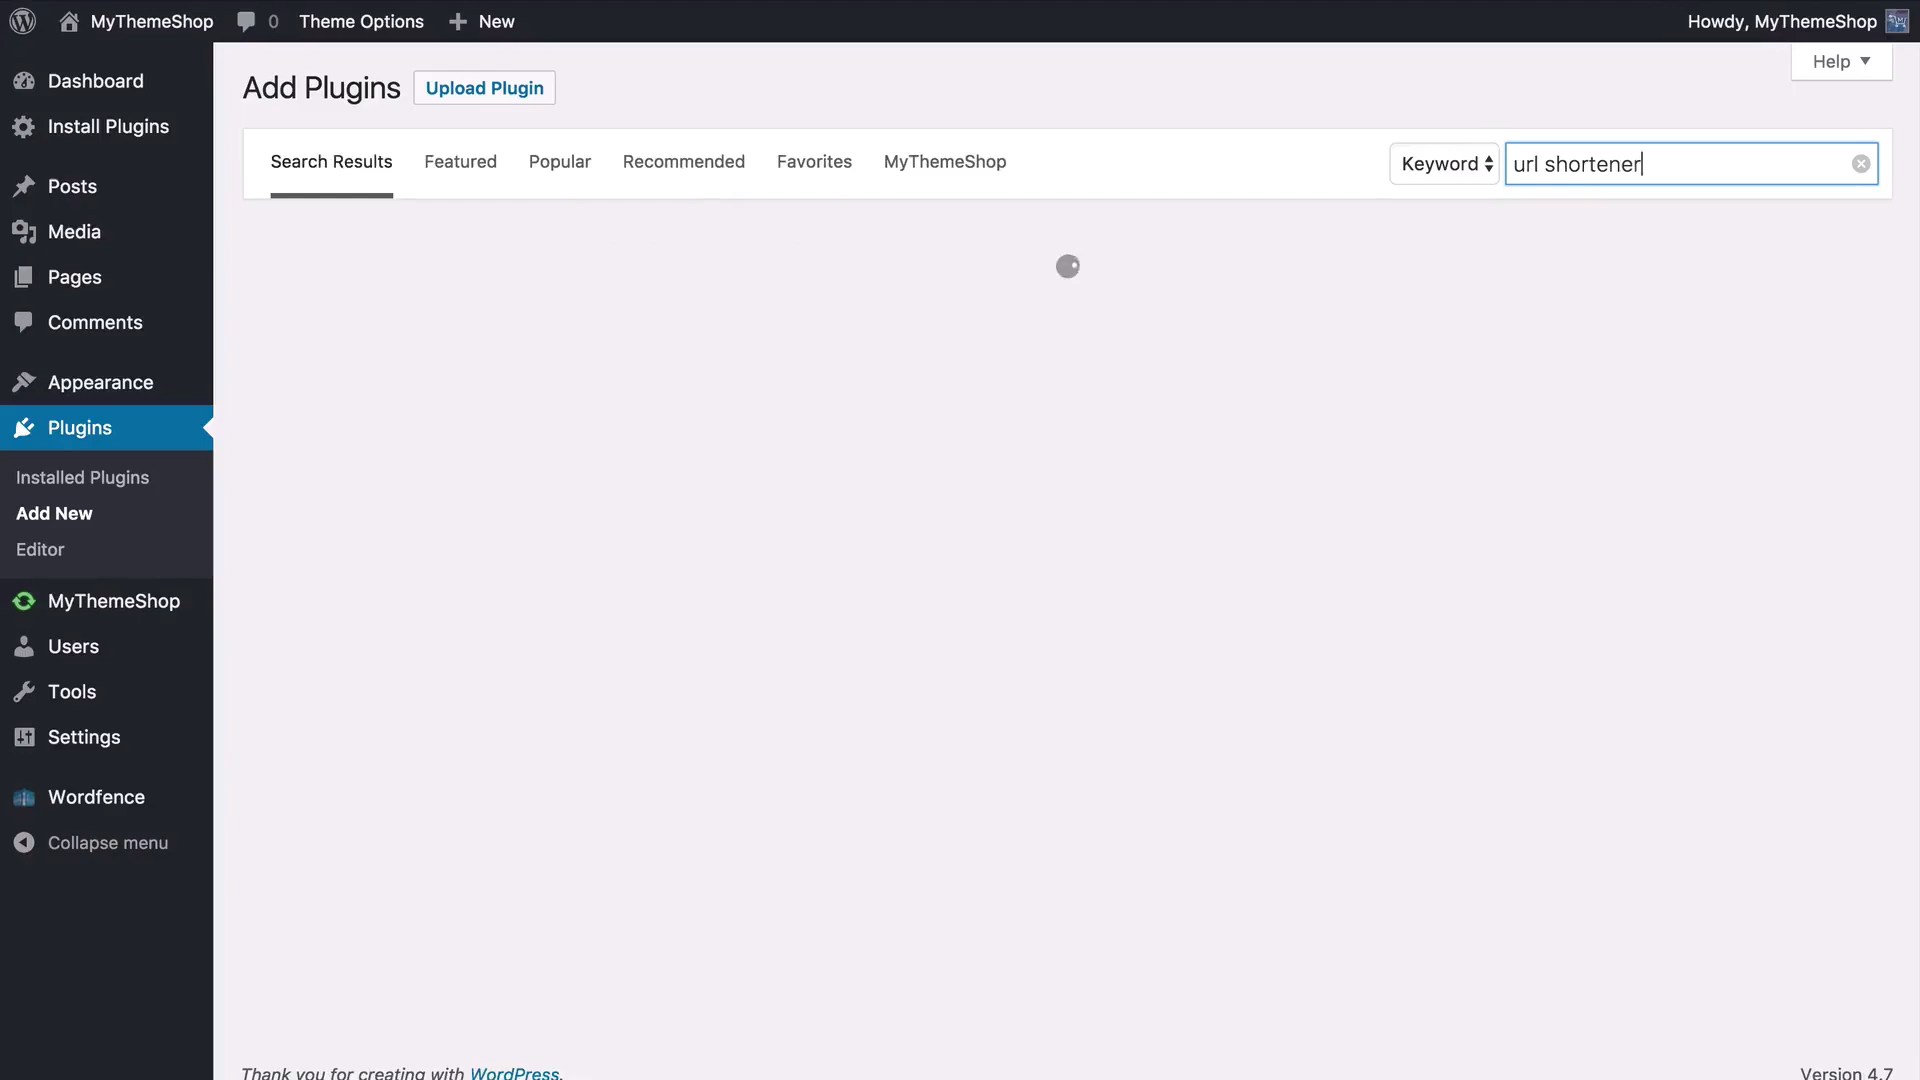 MyThemeShop 0 Theme Options New Howdy, MyThemeShop
Help
Add Plugins Upload Plugin
Search Results Featured Popular Recommended Favorites MyThemeShop Keyword url shortener
Dashboard
Install Plugins
Posts
Media
Pages
Comments
Appearance
Plugins
Installed Plugins
Add New
Editor
MyThemeShop
Users
Tools
Settings
Wordfence
Collapse menu
Thank you for creating with WordPress. Version 4.7